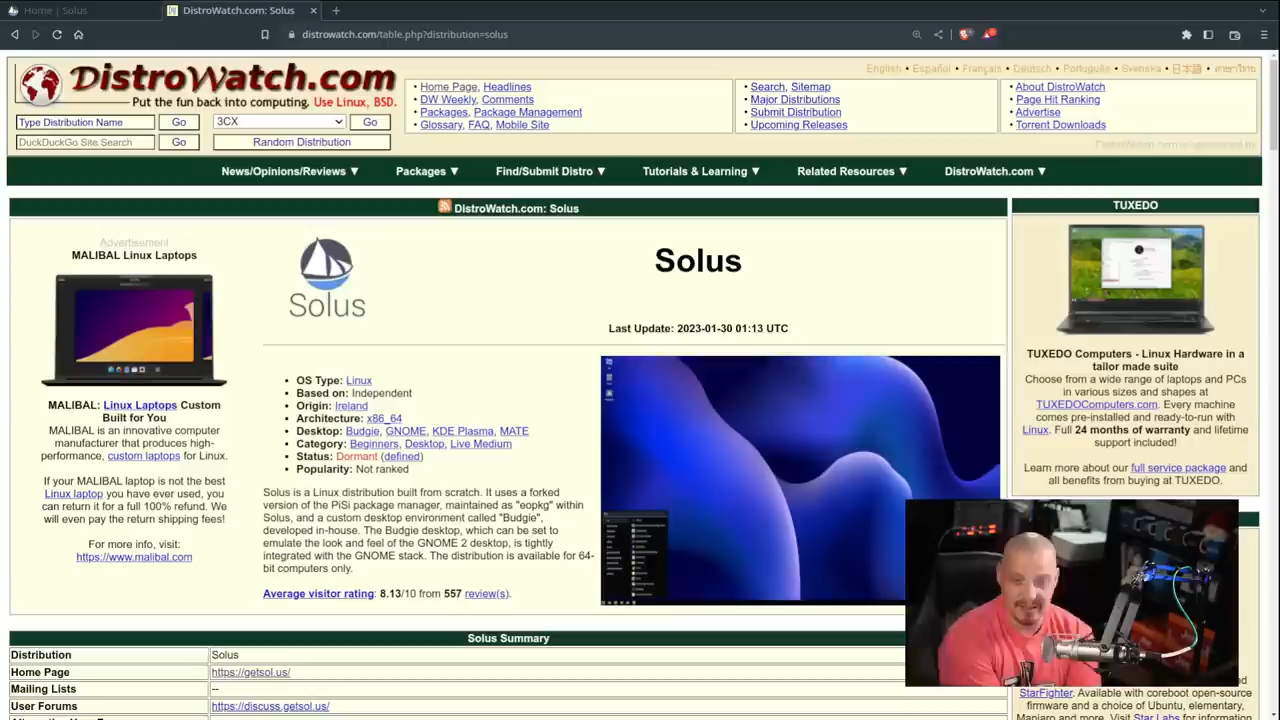 Home | Solus
DistroWatch.com: Solus
distrowatch.com/table.php?distribution=solus
DistroWatch.com
Put the fun back into computing. Use Linux, BSD.
Type Distribution Name
Go
3CX
Go
DuckDuckGo Site Search
Go
Random Distribution
• Home Page, Headlines
• DW Weekly, Comments
• Packages, Package Management
• Glossary, FAQ, Mobile Site
• Search, Sitemap
• Major Distributions
• Submit Distribution
• Upcoming Releases
English • Español • Français • Deutsch • Português • Svenska • 日本語 • ภาษาไทย
• About DistroWatch
• Page Hit Ranking
• Advertise
• Torrent Downloads
News/Opinions/Reviews ▼
Packages ▼
Find/Submit Distro ▼
Tutorials & Learning ▼
Related Resources ▼
DistroWatch.com ▼
DistroWatch.com: Solus
Advertisement
MALIBAL Linux Laptops
MALIBAL: Linux Laptops Custom
Built for You
MALIBAL is an innovative computer
manufacturer that produces high-
performance, custom laptops for Linux.
If your MALIBAL laptop is not the best
Linux laptop you have ever used, you
can return it for a full 100% refund. We
will even pay the return shipping fees!
For more info, visit:
https://www.malibal.com
Solus
Solus
Last Update: 2023-01-30 01:13 UTC
• OS Type: Linux
• Based on: Independent
• Origin: Ireland
• Architecture: x86_64
• Desktop: Budgie, GNOME, KDE Plasma, MATE
• Category: Beginners, Desktop, Live Medium
• Status: Dormant (defined)
• Popularity: Not ranked
Solus is a Linux distribution built from scratch. It uses a forked
version of the PiSi package manager, maintained as "eopkg" within
Solus, and a custom desktop environment called "Budgie",
developed in-house. The Budgie desktop, which can be set to
emulate the look and feel of the GNOME 2 desktop, is tightly
integrated with the GNOME stack. The distribution is available for 64-
bit computers only.
Average visitor rating: 8.13/10 from 557 review(s).
TUXEDO
TUXEDO Computers - Linux Hardware in a
tailor made suite
Choose from a wide range of laptops and PCs
in various sizes and shapes at
TUXEDOComputers.com. Every machine
comes pre-installed and ready-to-run with
Linux. Full 24 months of warranty and lifetime
support included!
Learn more about our full service package and
all benefits from buying at TUXEDO.
Solus Summary
Distribution
Solus
Home Page
https://getsol.us/
Mailing Lists
--
User Forums
https://discuss.getsol.us/
StarFighter. Available with coreboot open-source
firmware and a choice of Ubuntu, elementary,
Manjaro and more. Visit Star Labs for information